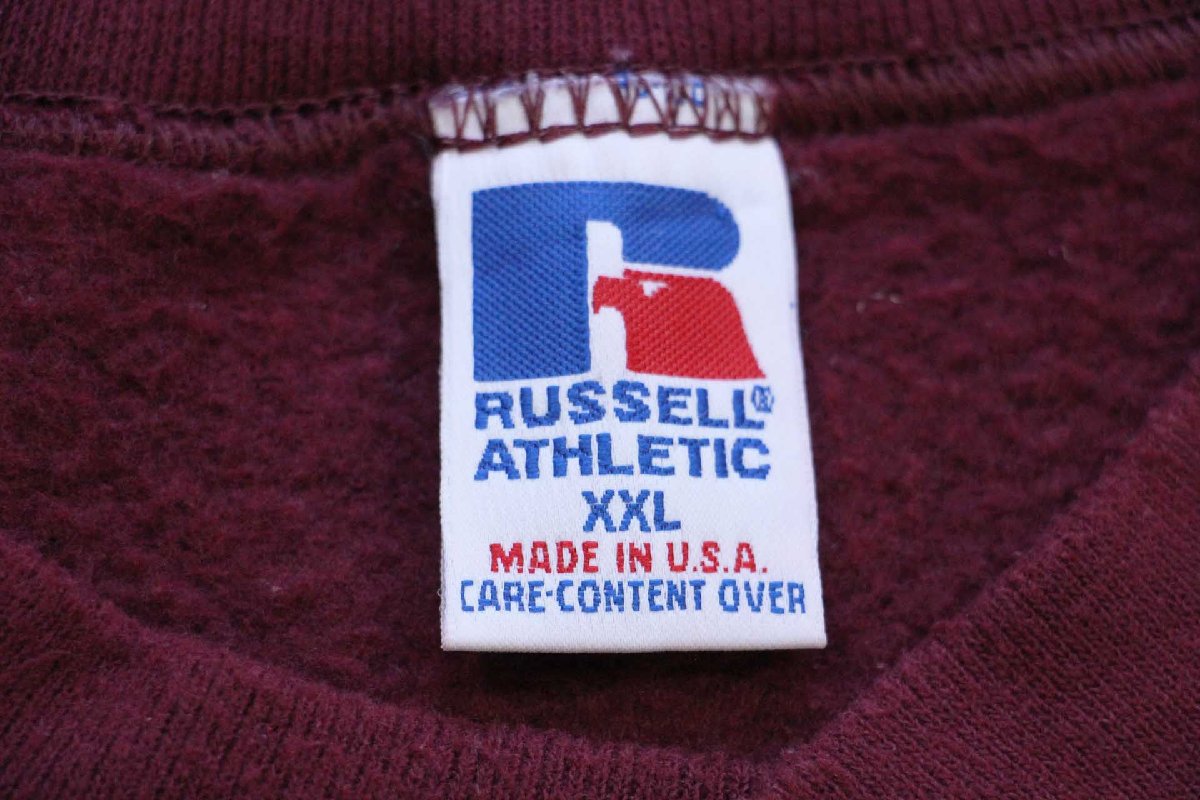 R
RUSSELL®
ATHLETIC
XXL
MADE IN U.S.A.
CARE-CONTENT OVER